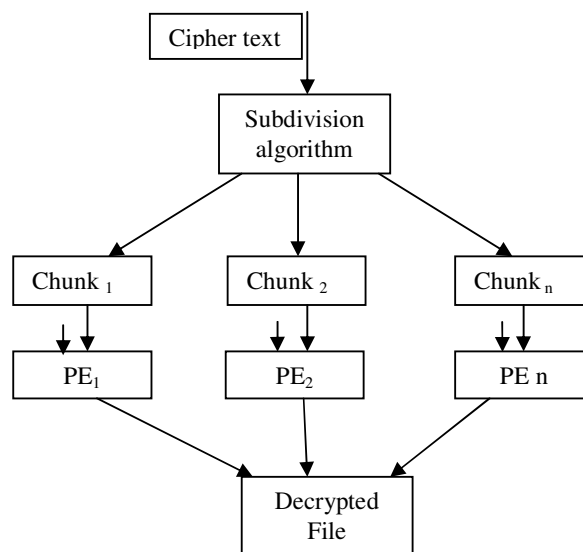 Cipher text
Subdivision
algorithm
Chunk 1
Chunk 2
Chunk n
PE1
PE2
PE n
Decrypted
File